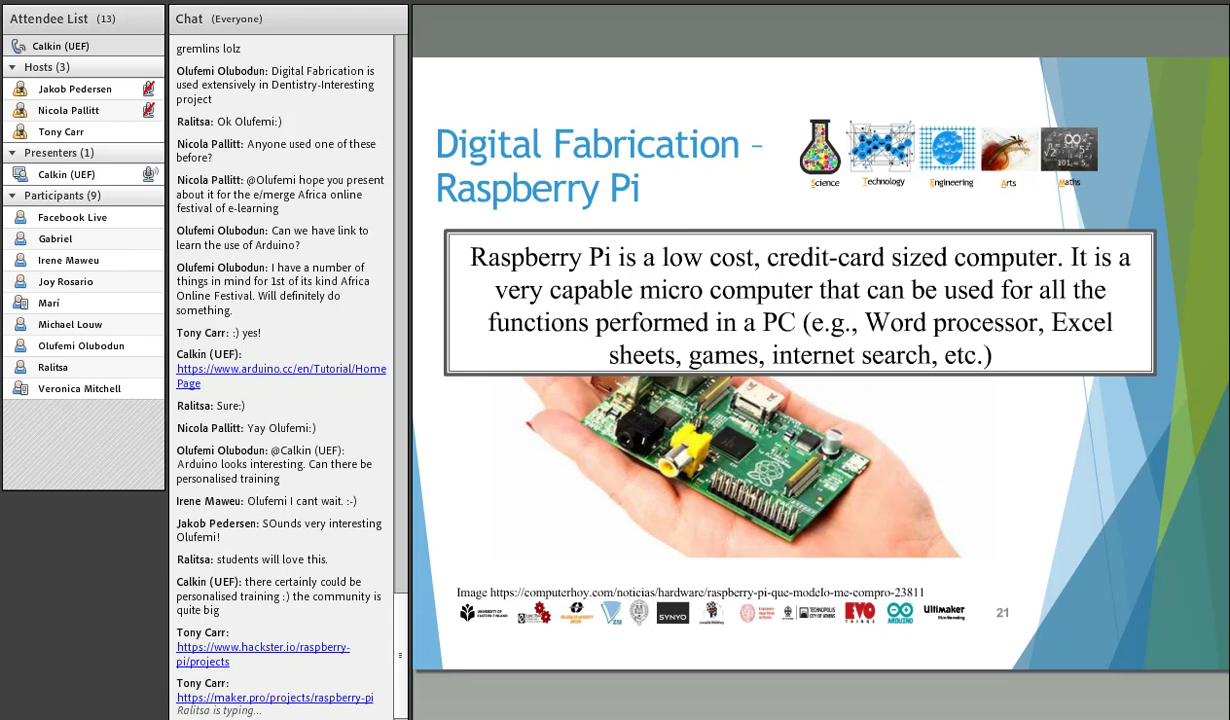 Attendee List (13)
Calkin (UEF)
Hosts (3)
Jakob Pedersen
Nicola Pallitt
Tony Carr
Presenters (1)
Calkin (UEF)
Participants (9)
Facebook Live
Gabriel
Irene Maweu
Joy Rosario
Marí
Michael Louw
Olufemi Olubodun
Ralitsa
Veronica Mitchell
Chat (Everyone)
gremlins lolz
Olufemi Olubodun: Digital Fabrication is
used extensively in Dentistry-Interesting
project
Ralitsa: Ok Olufemi:)
Nicola Pallitt: Anyone used one of these
before?
Nicola Pallitt: @Olufemi hope you present
about it for the e/merge Africa online
festival of e-learning
Olufemi Olubodun: Can we have link to
learn the use of Arduino?
Olufemi Olubodun: I have a number of
things in mind for 1st of its kind Africa
Online Festival. Will definitely do
something.
Tony Carr: :) yes!
Calkin (UEF):
https://www.arduino.cc/en/Tutorial/Home
Page
Ralitsa: Sure:)
Nicola Pallitt: Yay Olufemi:)
Olufemi Olubodun: @Calkin (UEF):
Arduino looks interesting. Can there be
personalised training
Irene Maweu: Olufemi I cant wait. :-)
Jakob Pedersen: SOunds very interesting
Olufemi!
Ralitsa: students will love this.
Calkin (UEF): there certainly could be
personalised training :) the community is
quite big
Tony Carr:
https://www.hackster.io/raspberry-
pi/projects
Tony Carr:
https://maker.pro/projects/raspberry-pi
Ralitsa is typing...
Digital Fabrication –
Raspberry Pi
Science Technology Engineering Arts Maths
Raspberry Pi is a low cost, credit-card sized computer. It is a
very capable micro computer that can be used for all the
functions performed in a PC (e.g., Word processor, Excel
sheets, games, internet search, etc.)
Image https://computerhoy.com/noticias/hardware/raspberry-pi-que-modelo-me-compro-23811
UNIVERSITY OF
EASTERN FINLAND
ZSI
SYNYO
TECHNOPOLIS
CITY OF ATHENS
EVO
THINGS
ARDUINO
Ultimaker
21